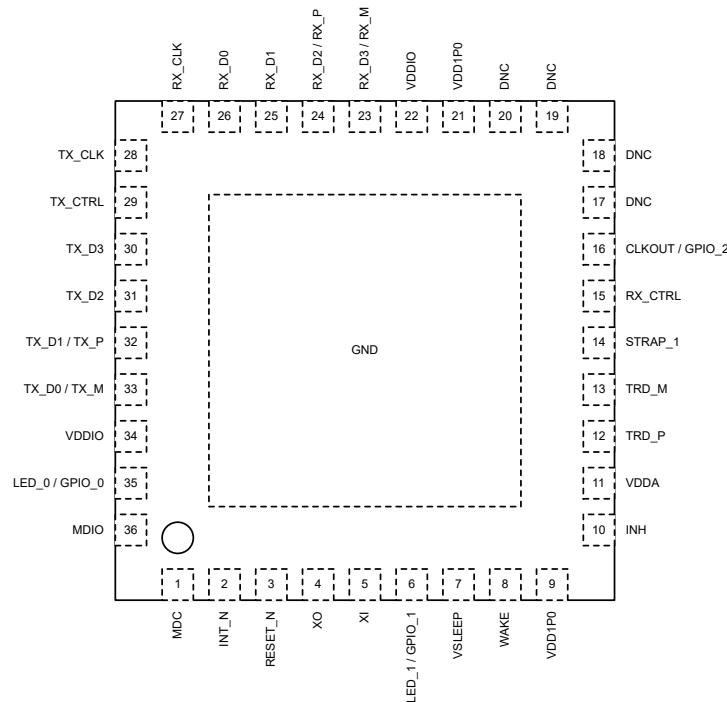 RX_CLK
RX_D0
RX_D1
RX_D2 / RX_P
RX_D3 / RX_M
VDDIO
VDD1P0
DNC
DNC
27
26
25
24
23
22
21
20
19
TX_CLK
28
TX_CTRL
29
TX_D3
30
TX_D2
31
TX_D1 / TX_P
32
TX_D0 / TX_M
33
VDDIO
34
LED_0 / GPIO_0
35
MDIO
36
GND
18
DNC
17
DNC
16
CLKOUT / GPIO_2
15
RX_CTRL
14
STRAP_1
13
TRD_M
12
TRD_P
11
VDDA
10
INH
1
2
3
4
5
6
7
8
9
MDC
INT_N
RESET_N
XO
XI
LED_1 / GPIO_1
VSLEEP
WAKE
VDD1P0